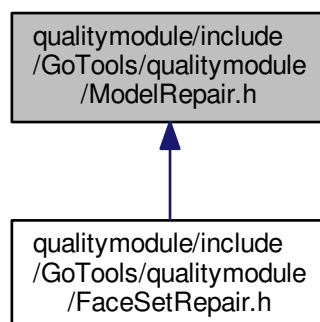 qualitymodule/include
/GoTools/qualitymodule
/ModelRepair.h
qualitymodule/include
/GoTools/qualitymodule
/FaceSetRepair.h